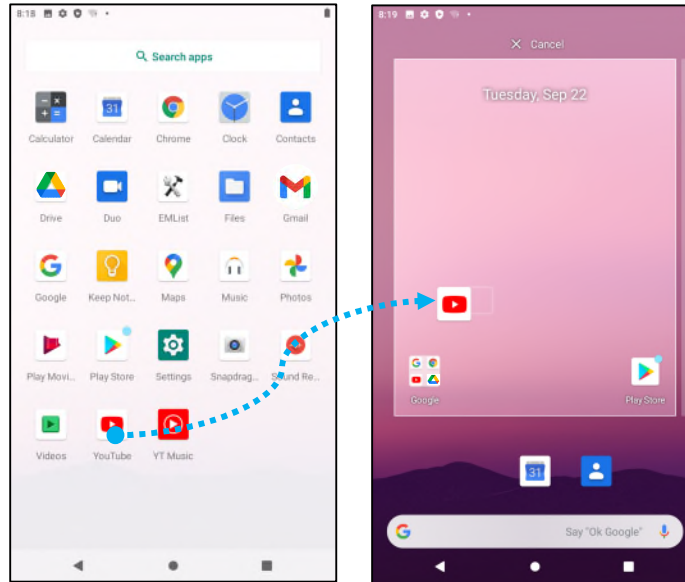 8:18
Search apps
Calculator Calendar Chrome Clock Contacts
31
Drive Duo EMList Files Gmail
Google Keep Not... Maps Music Photos
Play Movi... Play Store Settings Snapdrag... Sound Re...
Videos YouTube YT Music
8:19
Cancel
Tuesday, Sep 22
Google Play Store
31
Say "Ok Google"